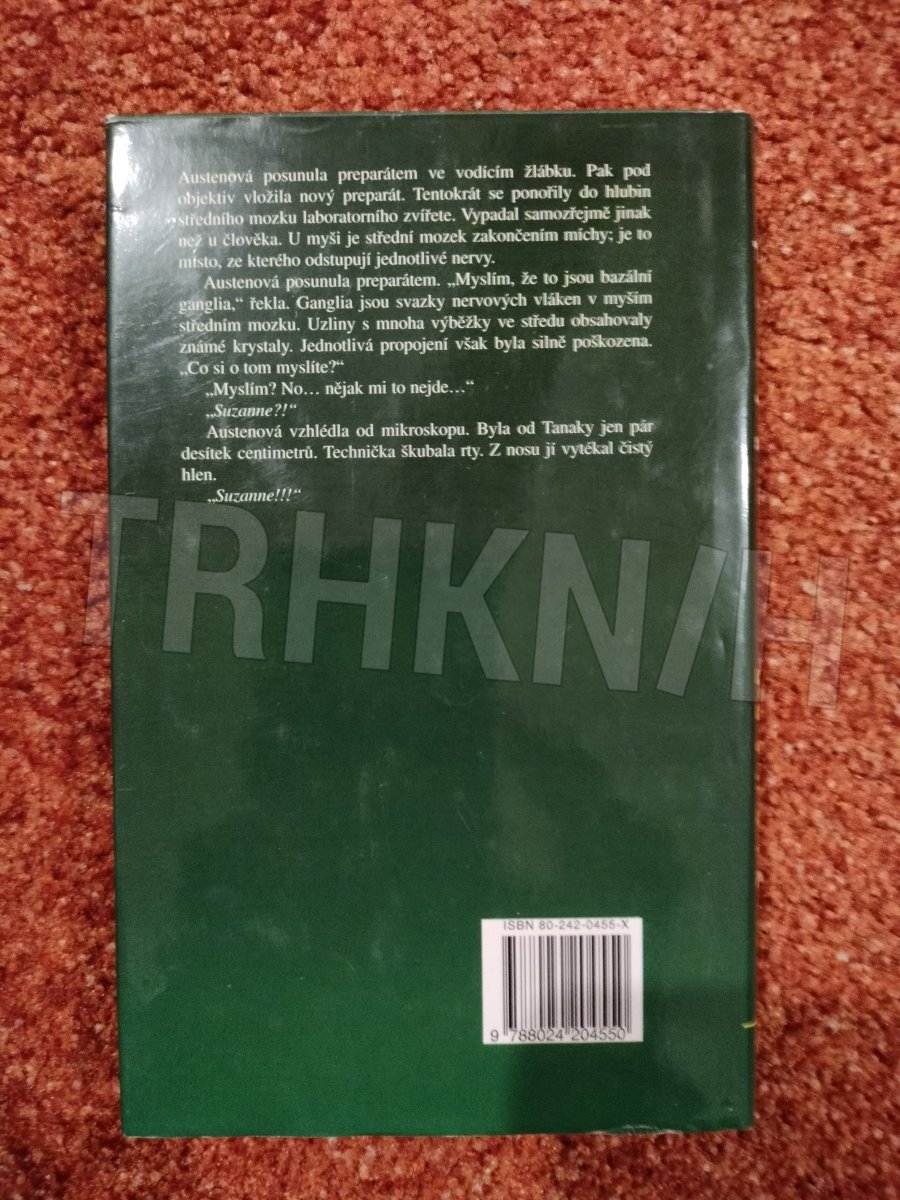 Austenová posunula preparátem ve vodícím žlábku. Pak pod
objektiv vložila nový preparát. Tentokrát se ponořily do hlubin
středního mozku laboratorního zvířete. Vypadal samozřejmě jinak
než u člověka. U myši je střední mozek zakončením míchy; je to
místo, ze kterého odstupují jednotlivé nervy.
Austenová posunula preparátem. „Myslím, že to jsou bazální
ganglia,“ řekla. Ganglia jsou svazky nervových vláken v myším
středním mozku. Uzliny s mnoha výběžky ve středu obsahovaly
známé krystaly. Jednotlivá propojení však byla silně poškozena.
„Co si o tom myslíte?“
„Myslím? No... nějak mi to nejde...“
„Suzanne?!“
Austenová vzhlédla od mikroskopu. Byla od Tanaky jen pár
desítek centimetrů. Technička škubala rty. Z nosu jí vytékal čistý
hlen.
„Suzanne!!!“
TRHKNIH
ISBN 80-242-0455-X
9 788024 204550